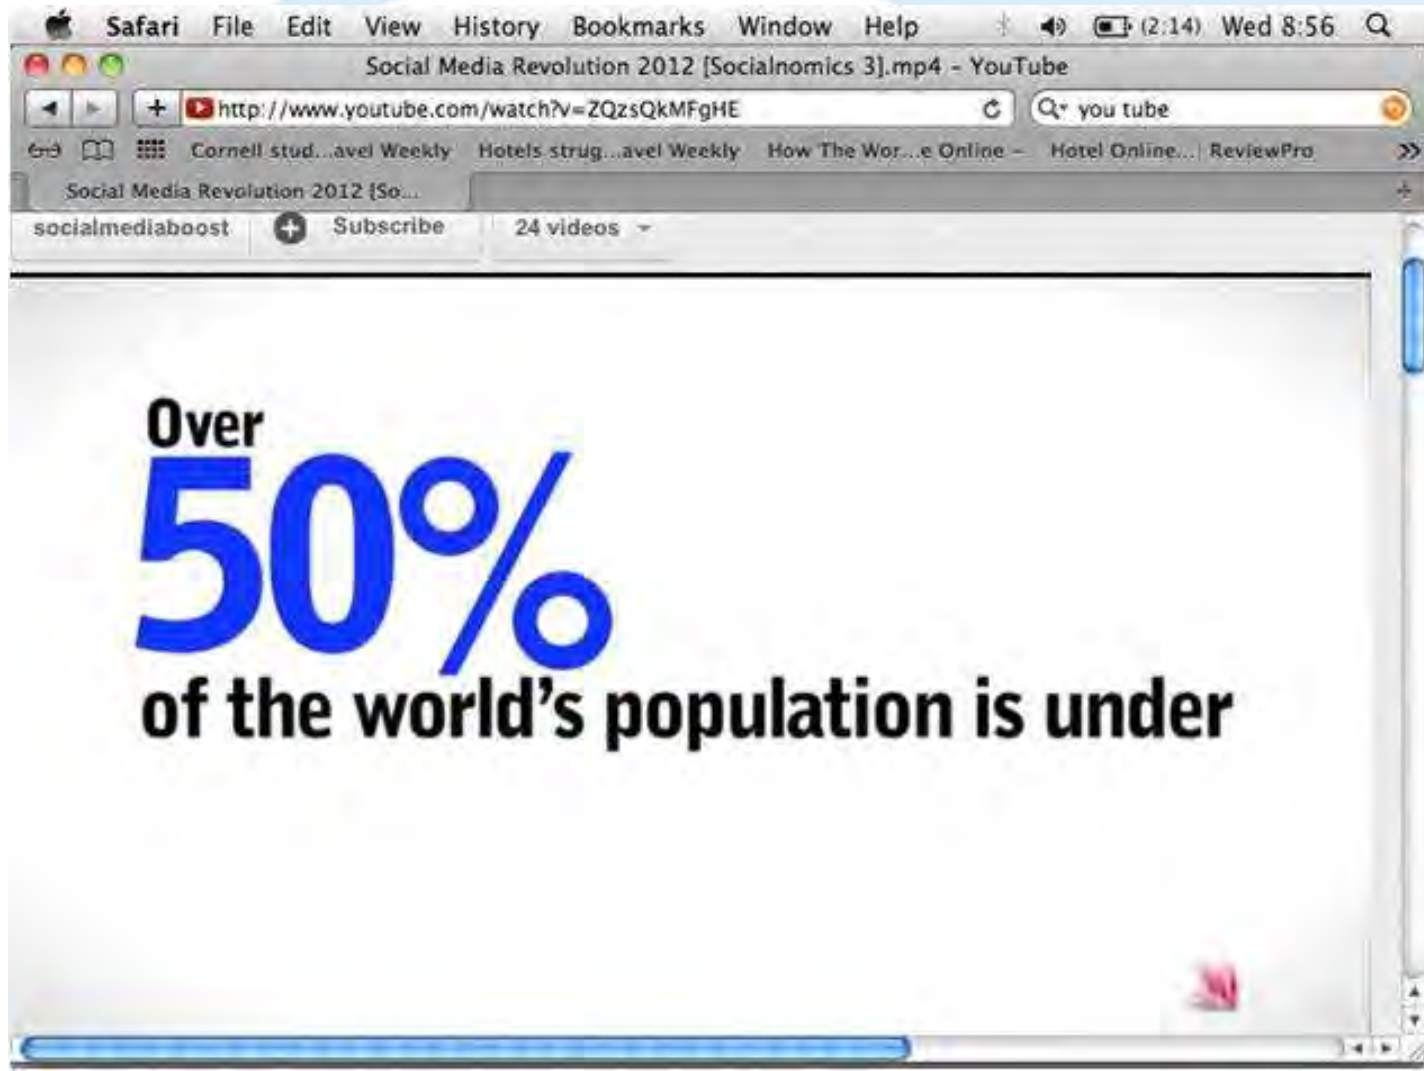 Safari File Edit View History Bookmarks Window Help (2:14) Wed 8:56
Social Media Revolution 2012 [Socialnomics 3].mp4 - YouTube
http://www.youtube.com/watch?v=ZQzsQkMFgHE you tube
Cornell stud...avel Weekly Hotels strug...avel Weekly How The Wor...e Online - Hotel Online... ReviewPro
Social Media Revolution 2012 [So...
socialmediaboost Subscribe 24 videos
Over
50%
of the world's population is under